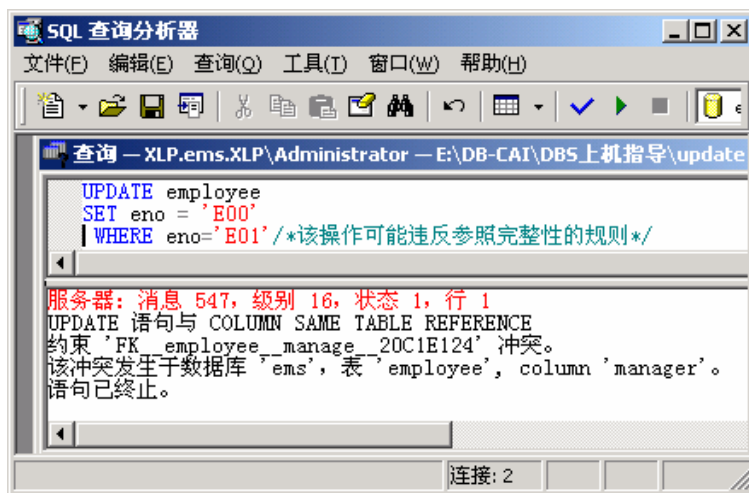 SQL 查询分析器
文件(F) 编辑(E) 查询(Q) 工具(T) 窗口(W) 帮助(H)
查询 — XLP.ems.XLP\Administrator — E:\DB-CAI\DBS上机指导\update
UPDATE employee
SET eno = 'E00'
WHERE eno='E01'/*该操作可能违反参照完整性的规则*/
服务器: 消息 547，级别 16，状态 1，行 1
UPDATE 语句与 COLUMN SAME TABLE REFERENCE
约束 'FK__employee__manage__20C1E124' 冲突。
该冲突发生于数据库 'ems'，表 'employee', column 'manager'。
语句已终止。
连接: 2